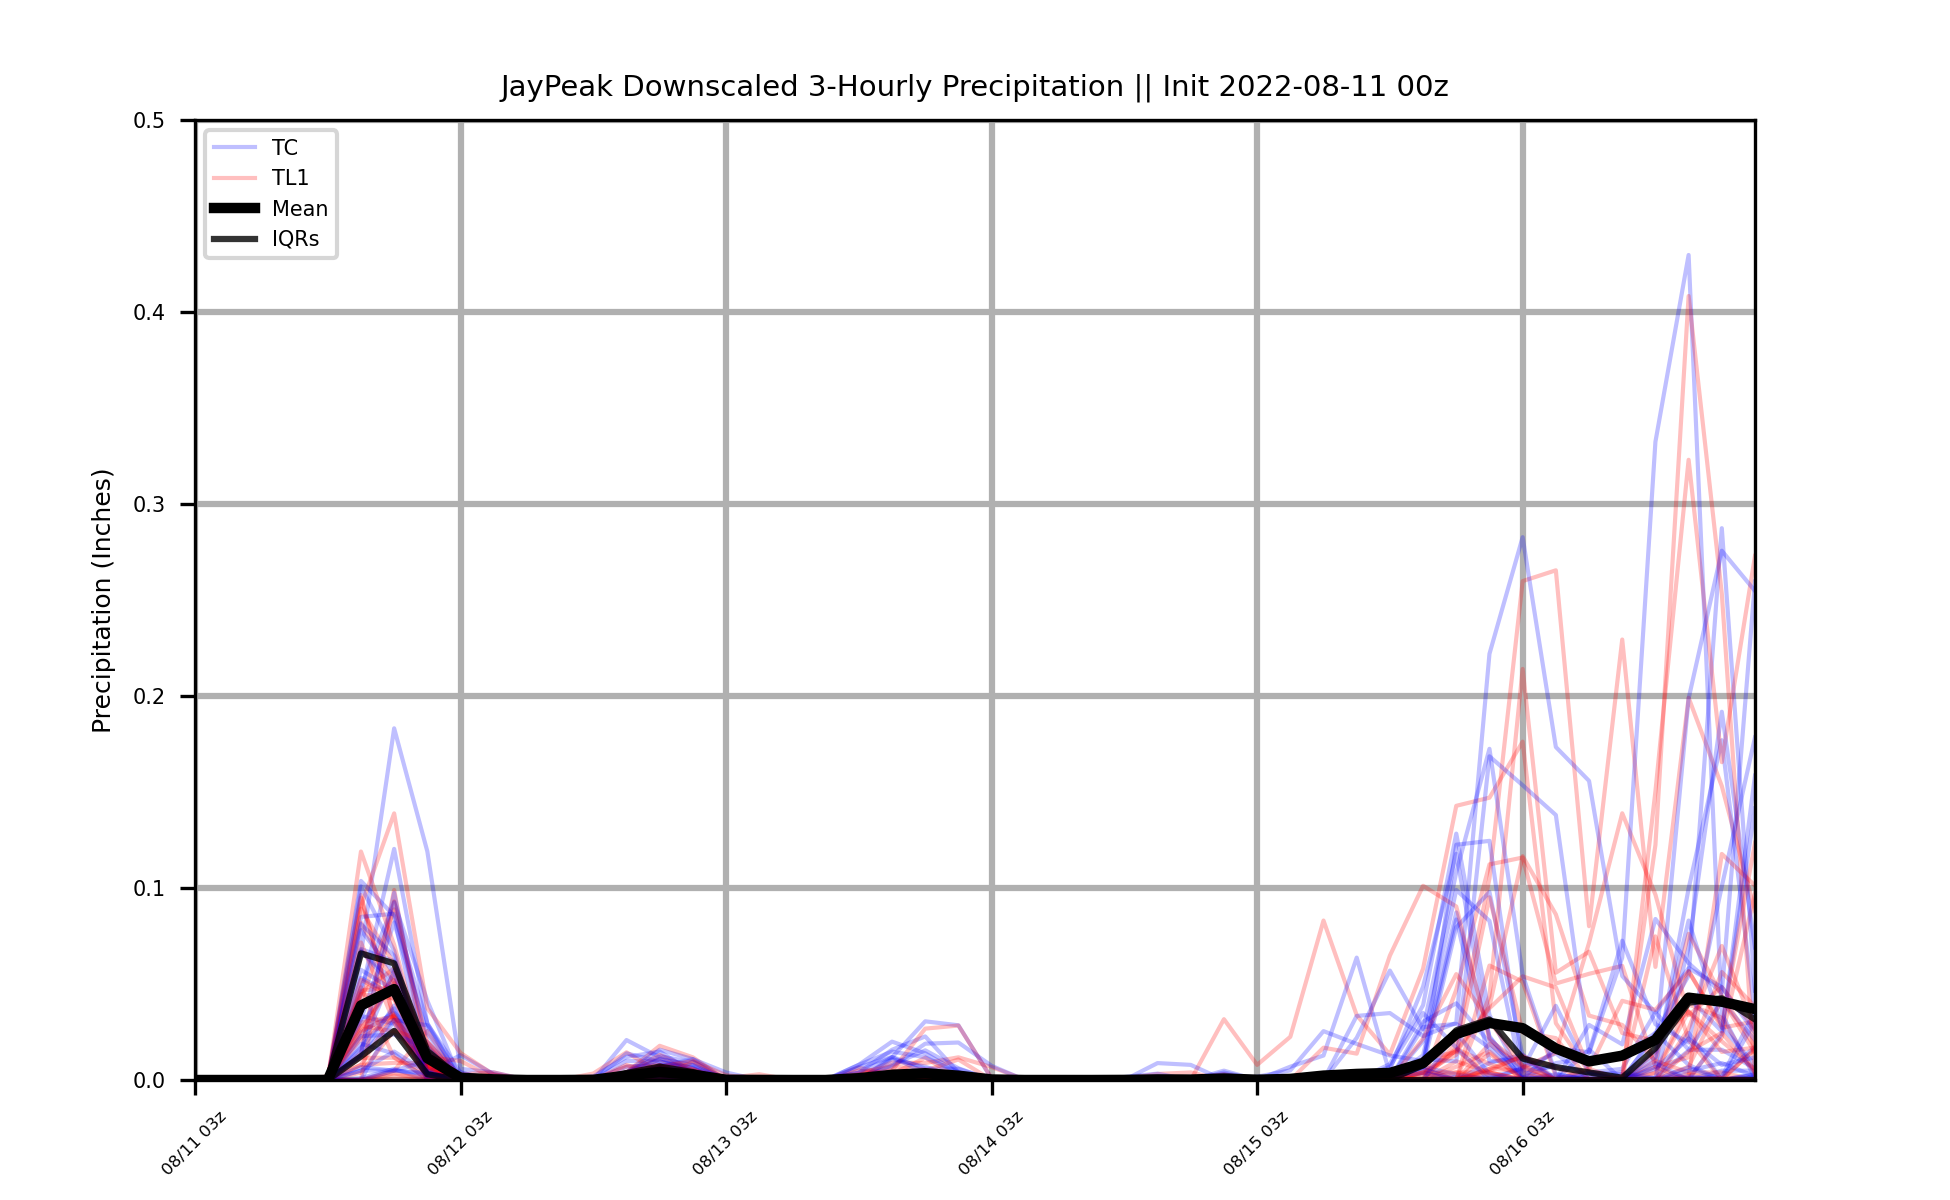 JayPeak Downscaled 3-Hourly Precipitation || Init 2022-08-11 00z
TC
TL1
Mean
IQRs
Precipitation (Inches)
0.5
0.4
0.3
0.2
0.1
0.0
08/11 03z
08/12 03z
08/13 03z
08/14 03z
08/15 03z
08/16 03z